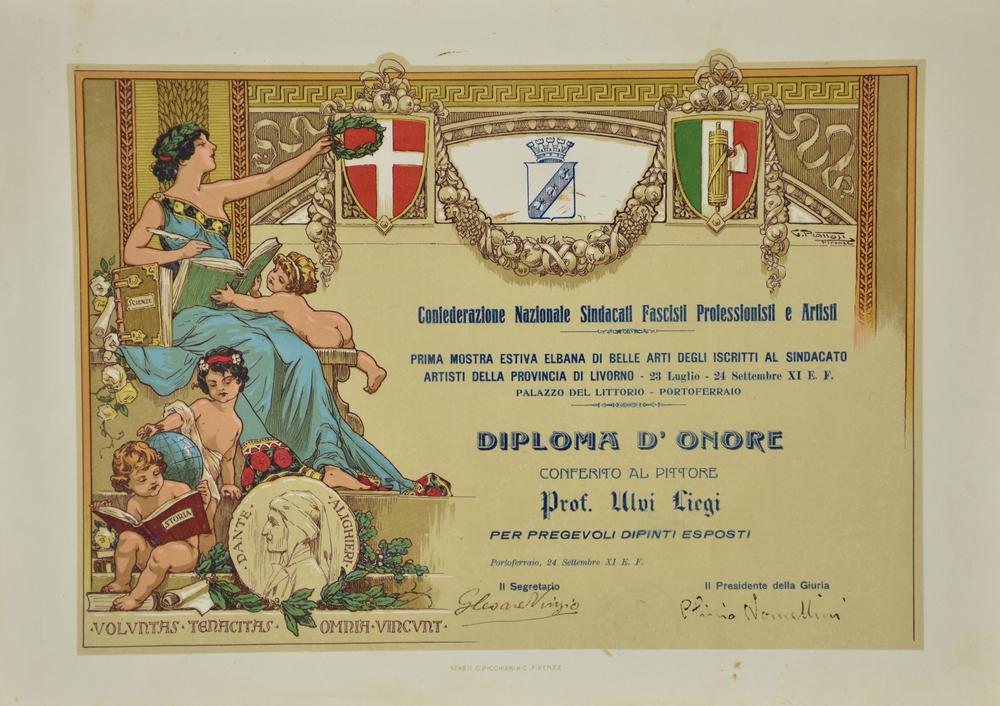 SCIENZE
STORIA
DANTE ALIGHIERI
·VOLVNTAS·TENACITAS·OMNIA·VINCVNT·
FIRENZE
Confederazione Nazionale Sindacati Fascisti Professionisti e Artisti
PRIMA MOSTRA ESTIVA ELBANA DI BELLE ARTI DEGLI ISCRITTI AL SINDACATO
ARTISTI DELLA PROVINCIA DI LIVORNO - 23 Luglio - 24 Settembre XI E. F.
PALAZZO DEL LITTORIO - PORTOFERRAIO
DIPLOMA D' ONORE
CONFERITO AL PITTORE
Prof. Ulvi Liegi
PER PREGEVOLI DIPINTI ESPOSTI
Portoferraio, 24 Settembre XI E. F.
Il Segretario
Il Presidente della Giuria
Plinio Nomellini